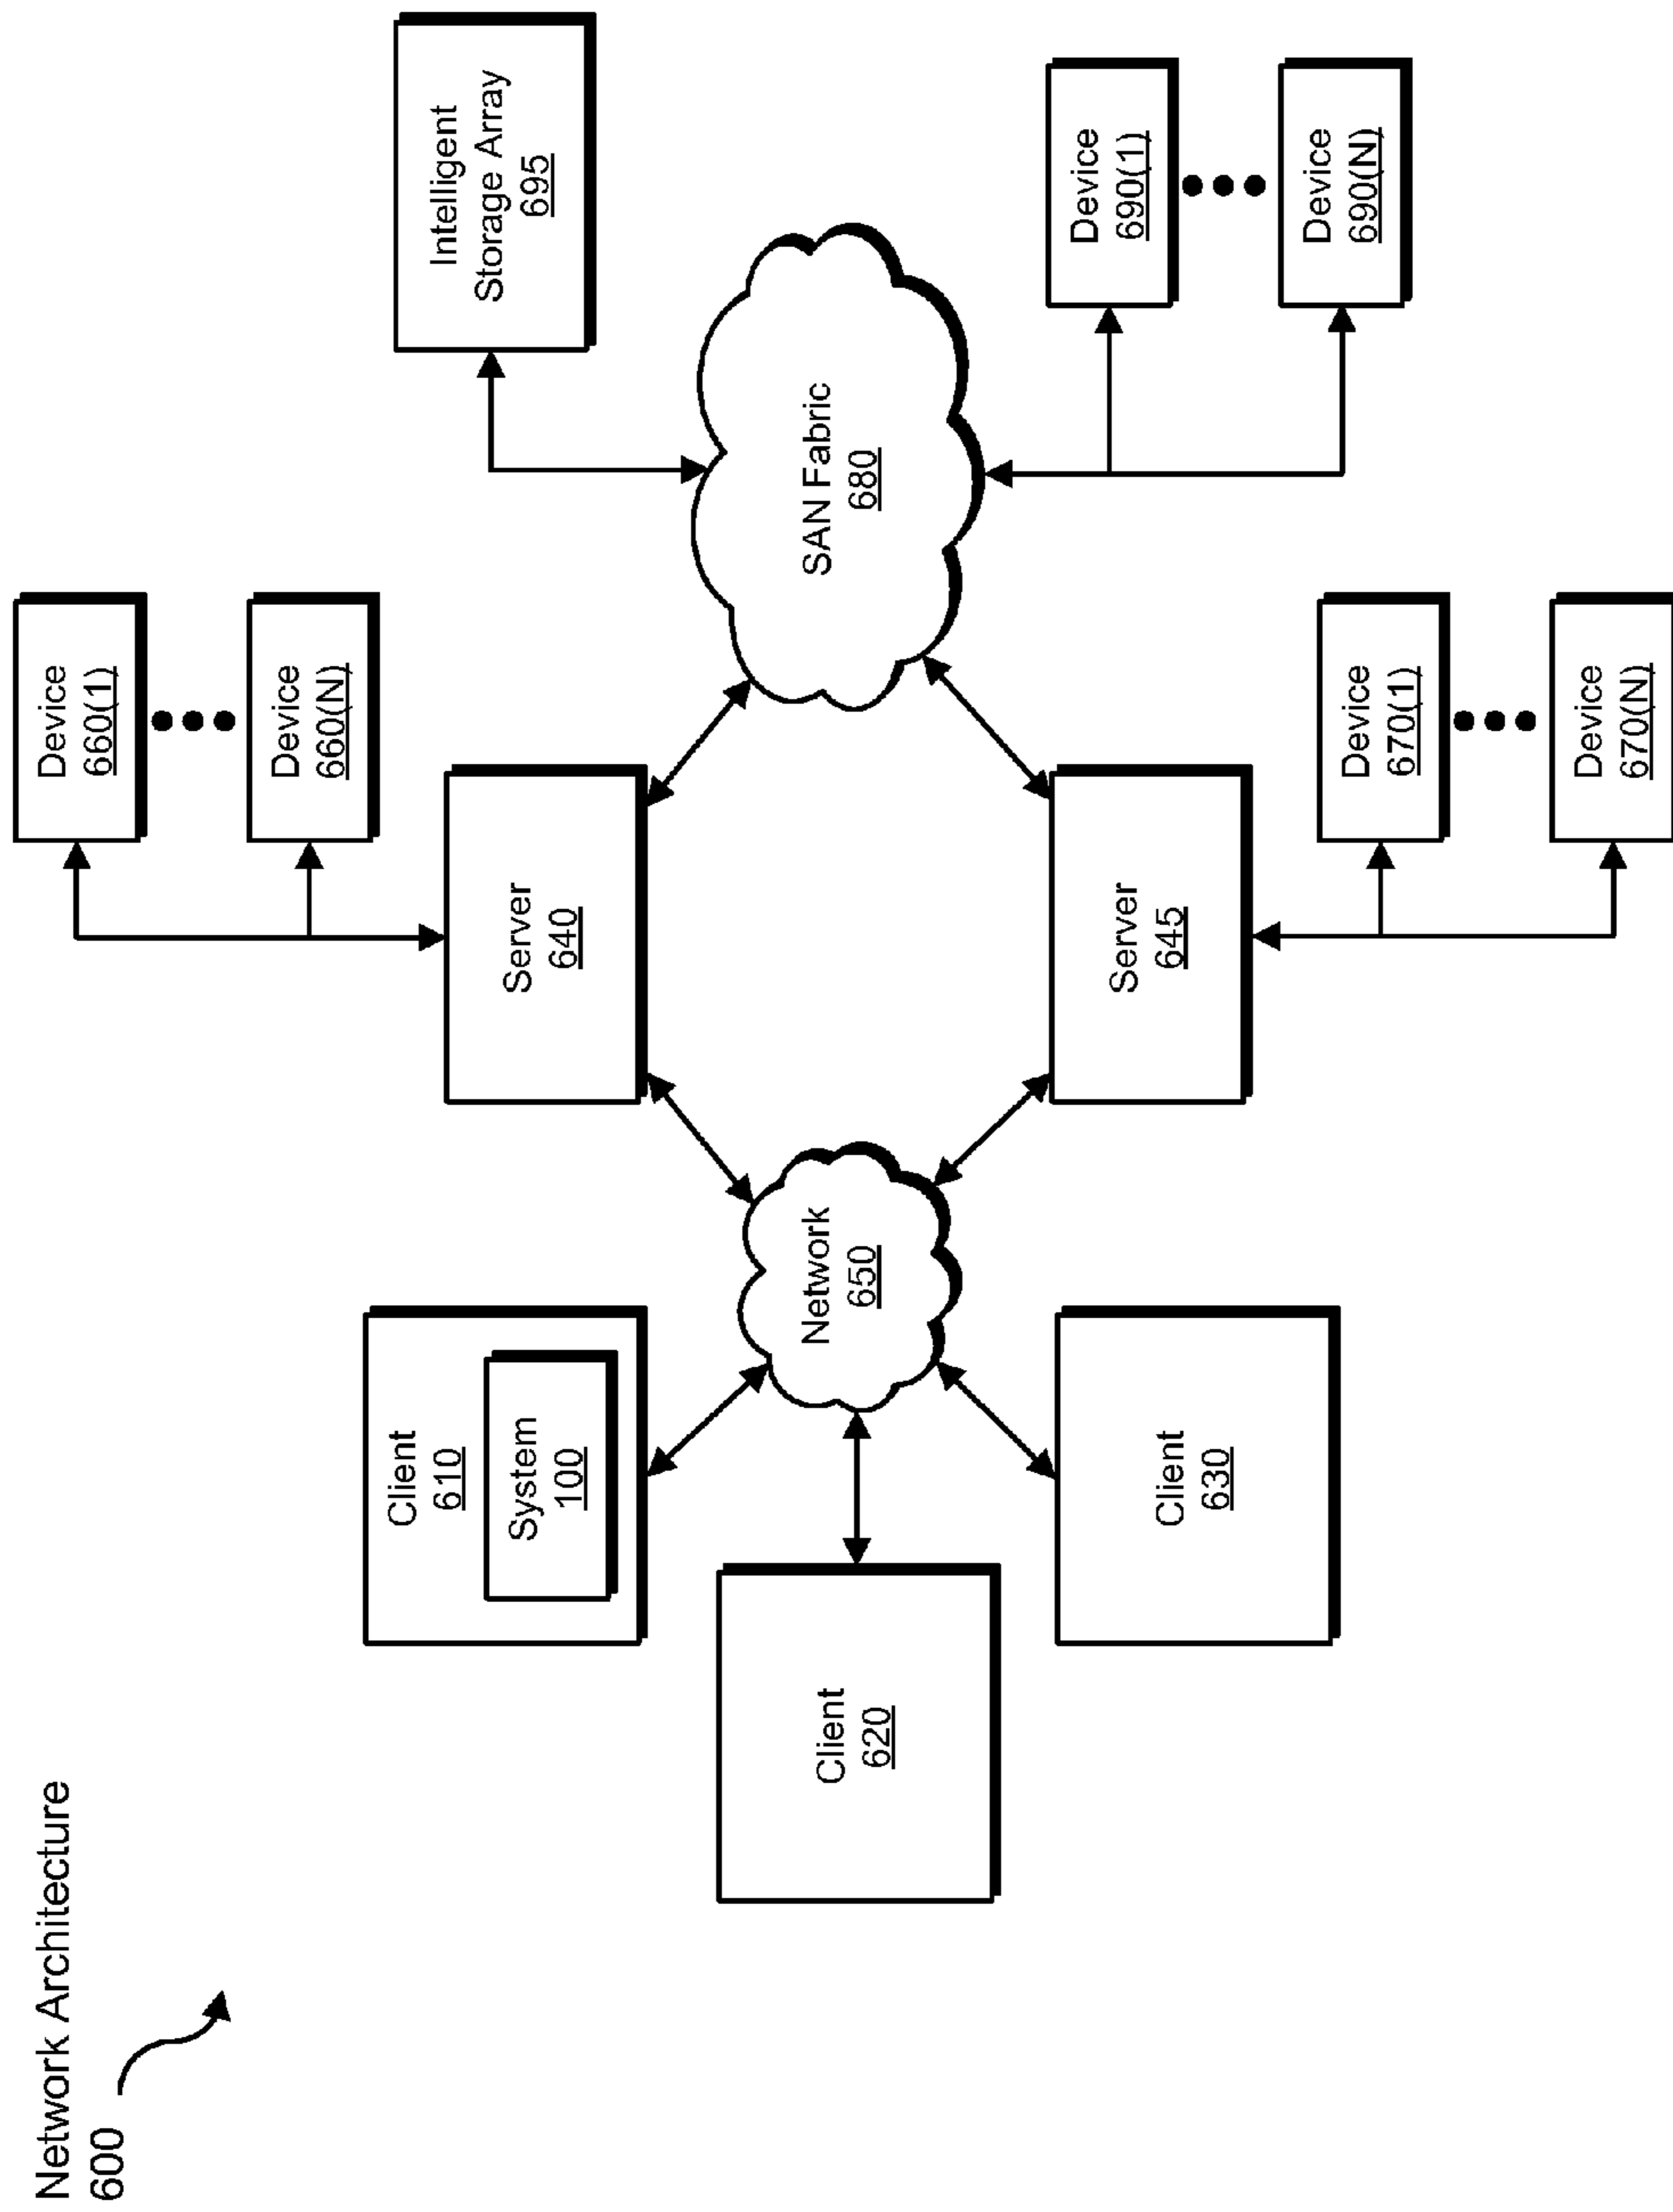 Network Architecture
600
Client
610
System
100
Client
620
Client
630
Network
650
Server
640
Server
645
Device
660(1)
Device
660(N)
Device
670(1)
Device
670(N)
SAN Fabric
680
Intelligent
Storage Array
695
Device
690(1)
Device
690(N)